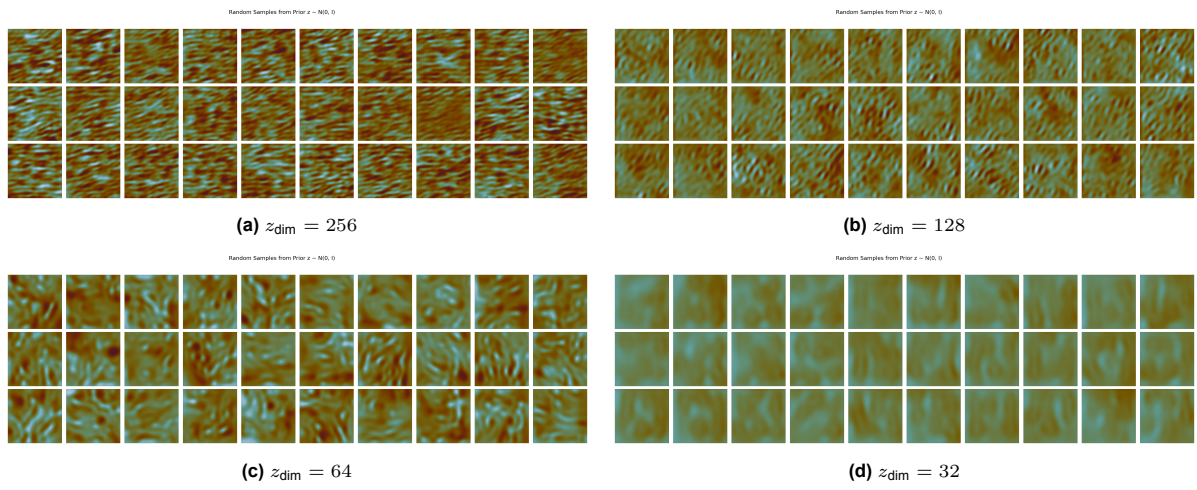 Random Samples from Prior z ~ N(0, I)
Random Samples from Prior z ~ N(0, I)
(a) z_dim = 256
(b) z_dim = 128
Random Samples from Prior z ~ N(0, I)
Random Samples from Prior z ~ N(0, I)
(c) z_dim = 64
(d) z_dim = 32